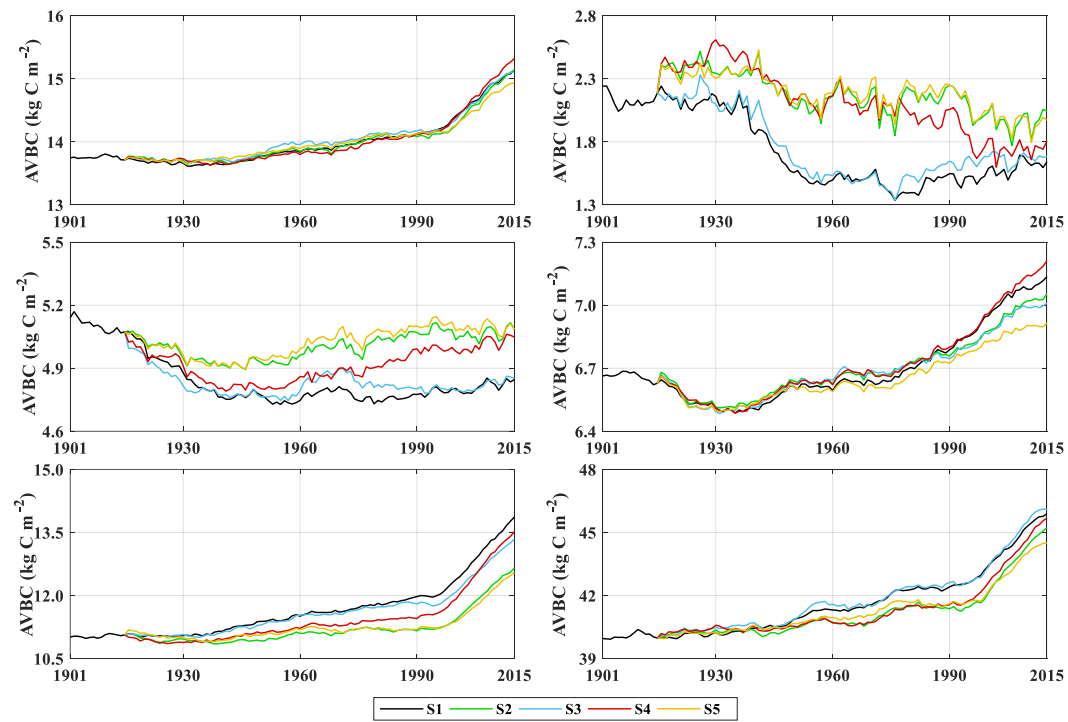 16
15
14
13
AVBC (kg C m⁻²)
1901 1930 1960 1990 2015
2.8
2.3
1.8
1.3
AVBC (kg C m⁻²)
1901 1930 1960 1990 2015
5.5
5.2
4.9
4.6
AVBC (kg C m⁻²)
1901 1930 1960 1990 2015
7.3
7.0
6.7
6.4
AVBC (kg C m⁻²)
1901 1930 1960 1990 2015
15.0
13.5
12.0
10.5
AVBC (kg C m⁻²)
1901 1930 1960 1990 2015
48
45
41
39
AVBC (kg C m⁻²)
1901 1930 1960 1990 2015
S1 S2 S3 S4 S5